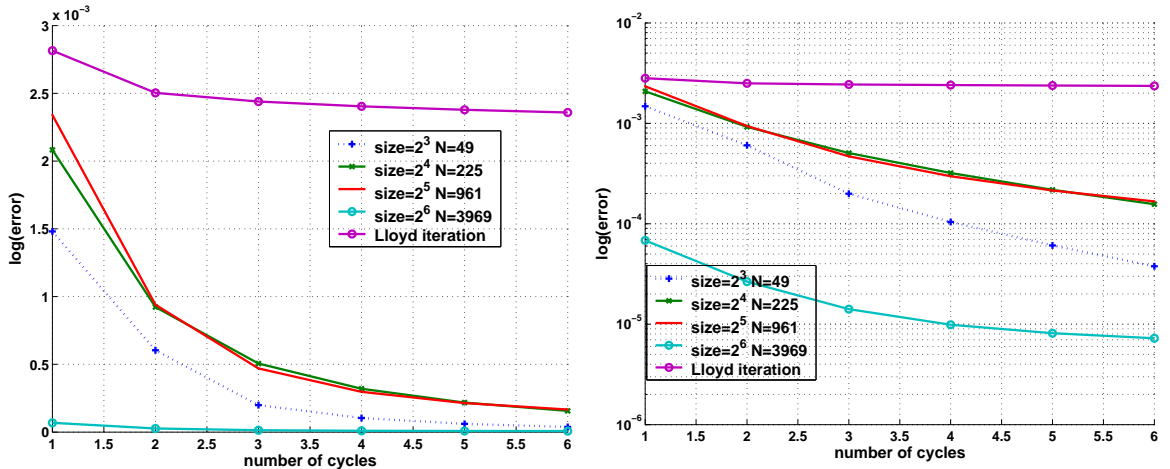 x 10^-3
3
2.5
2
1.5
1
0.5
0
log(error)
size=2^3 N=49
size=2^4 N=225
size=2^5 N=961
size=2^6 N=3969
Lloyd iteration
1 1.5 2 2.5 3 3.5 4 4.5 5 5.5 6
number of cycles
10^-2
10^-3
10^-4
10^-5
10^-6
log(error)
size=2^3 N=49
size=2^4 N=225
size=2^5 N=961
size=2^6 N=3969
Lloyd iteration
1 1.5 2 2.5 3 3.5 4 4.5 5 5.5 6
number of cycles